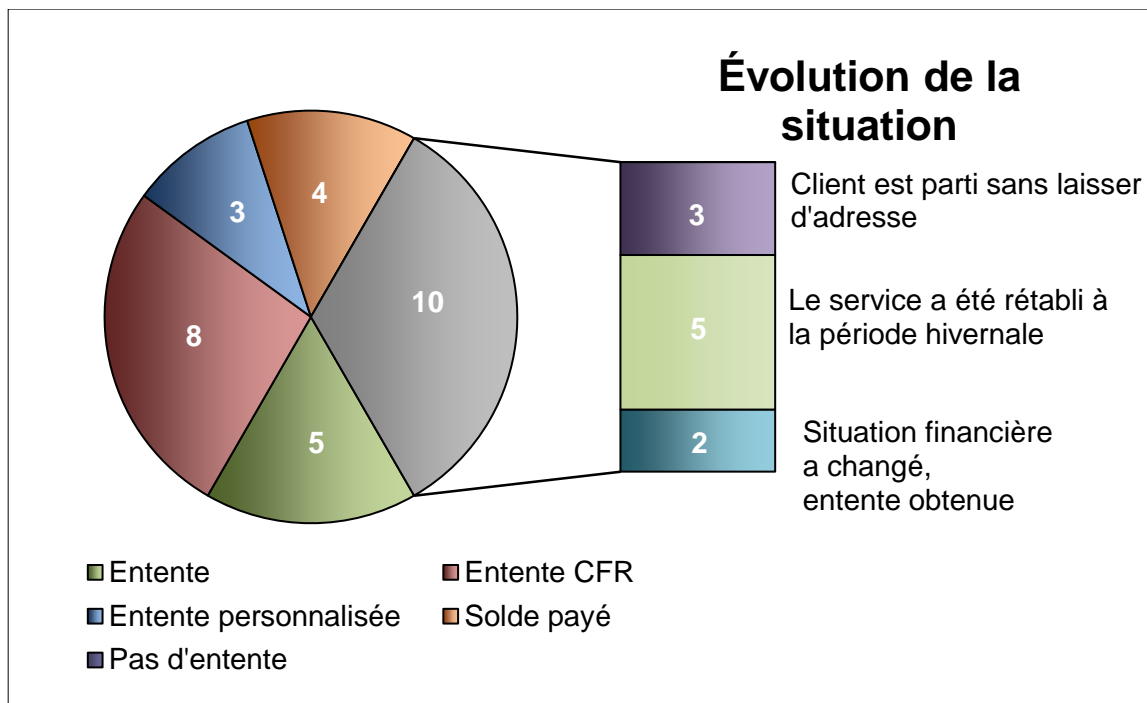 Évolution de la
situation
3
4
10
8
5
3
Client est parti sans laisser
d'adresse
5
Le service a été rétabli à
la période hivernale
2
Situation financière
a changé,
entente obtenue
Entente
Entente CFR
Entente personnalisée
Solde payé
Pas d'entente